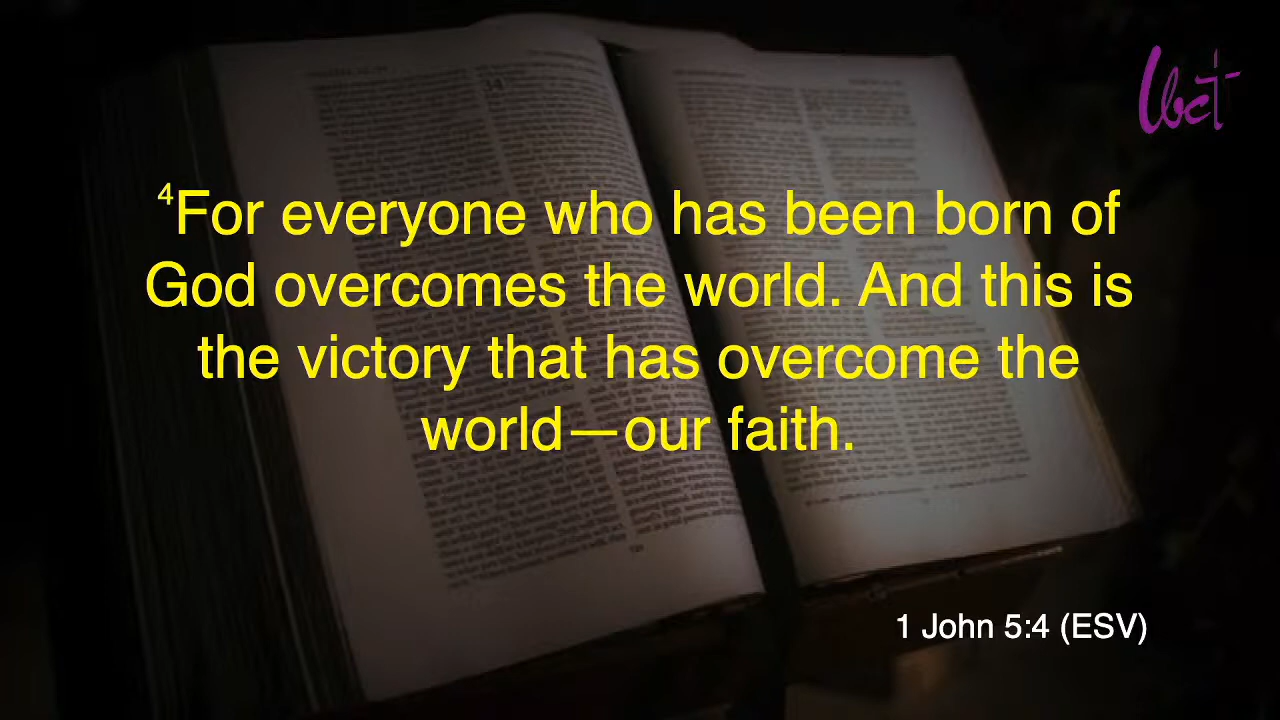 lbct
⁴For everyone who has been born of
God overcomes the world. And this is
the victory that has overcome the
world—our faith.
1 John 5:4 (ESV)